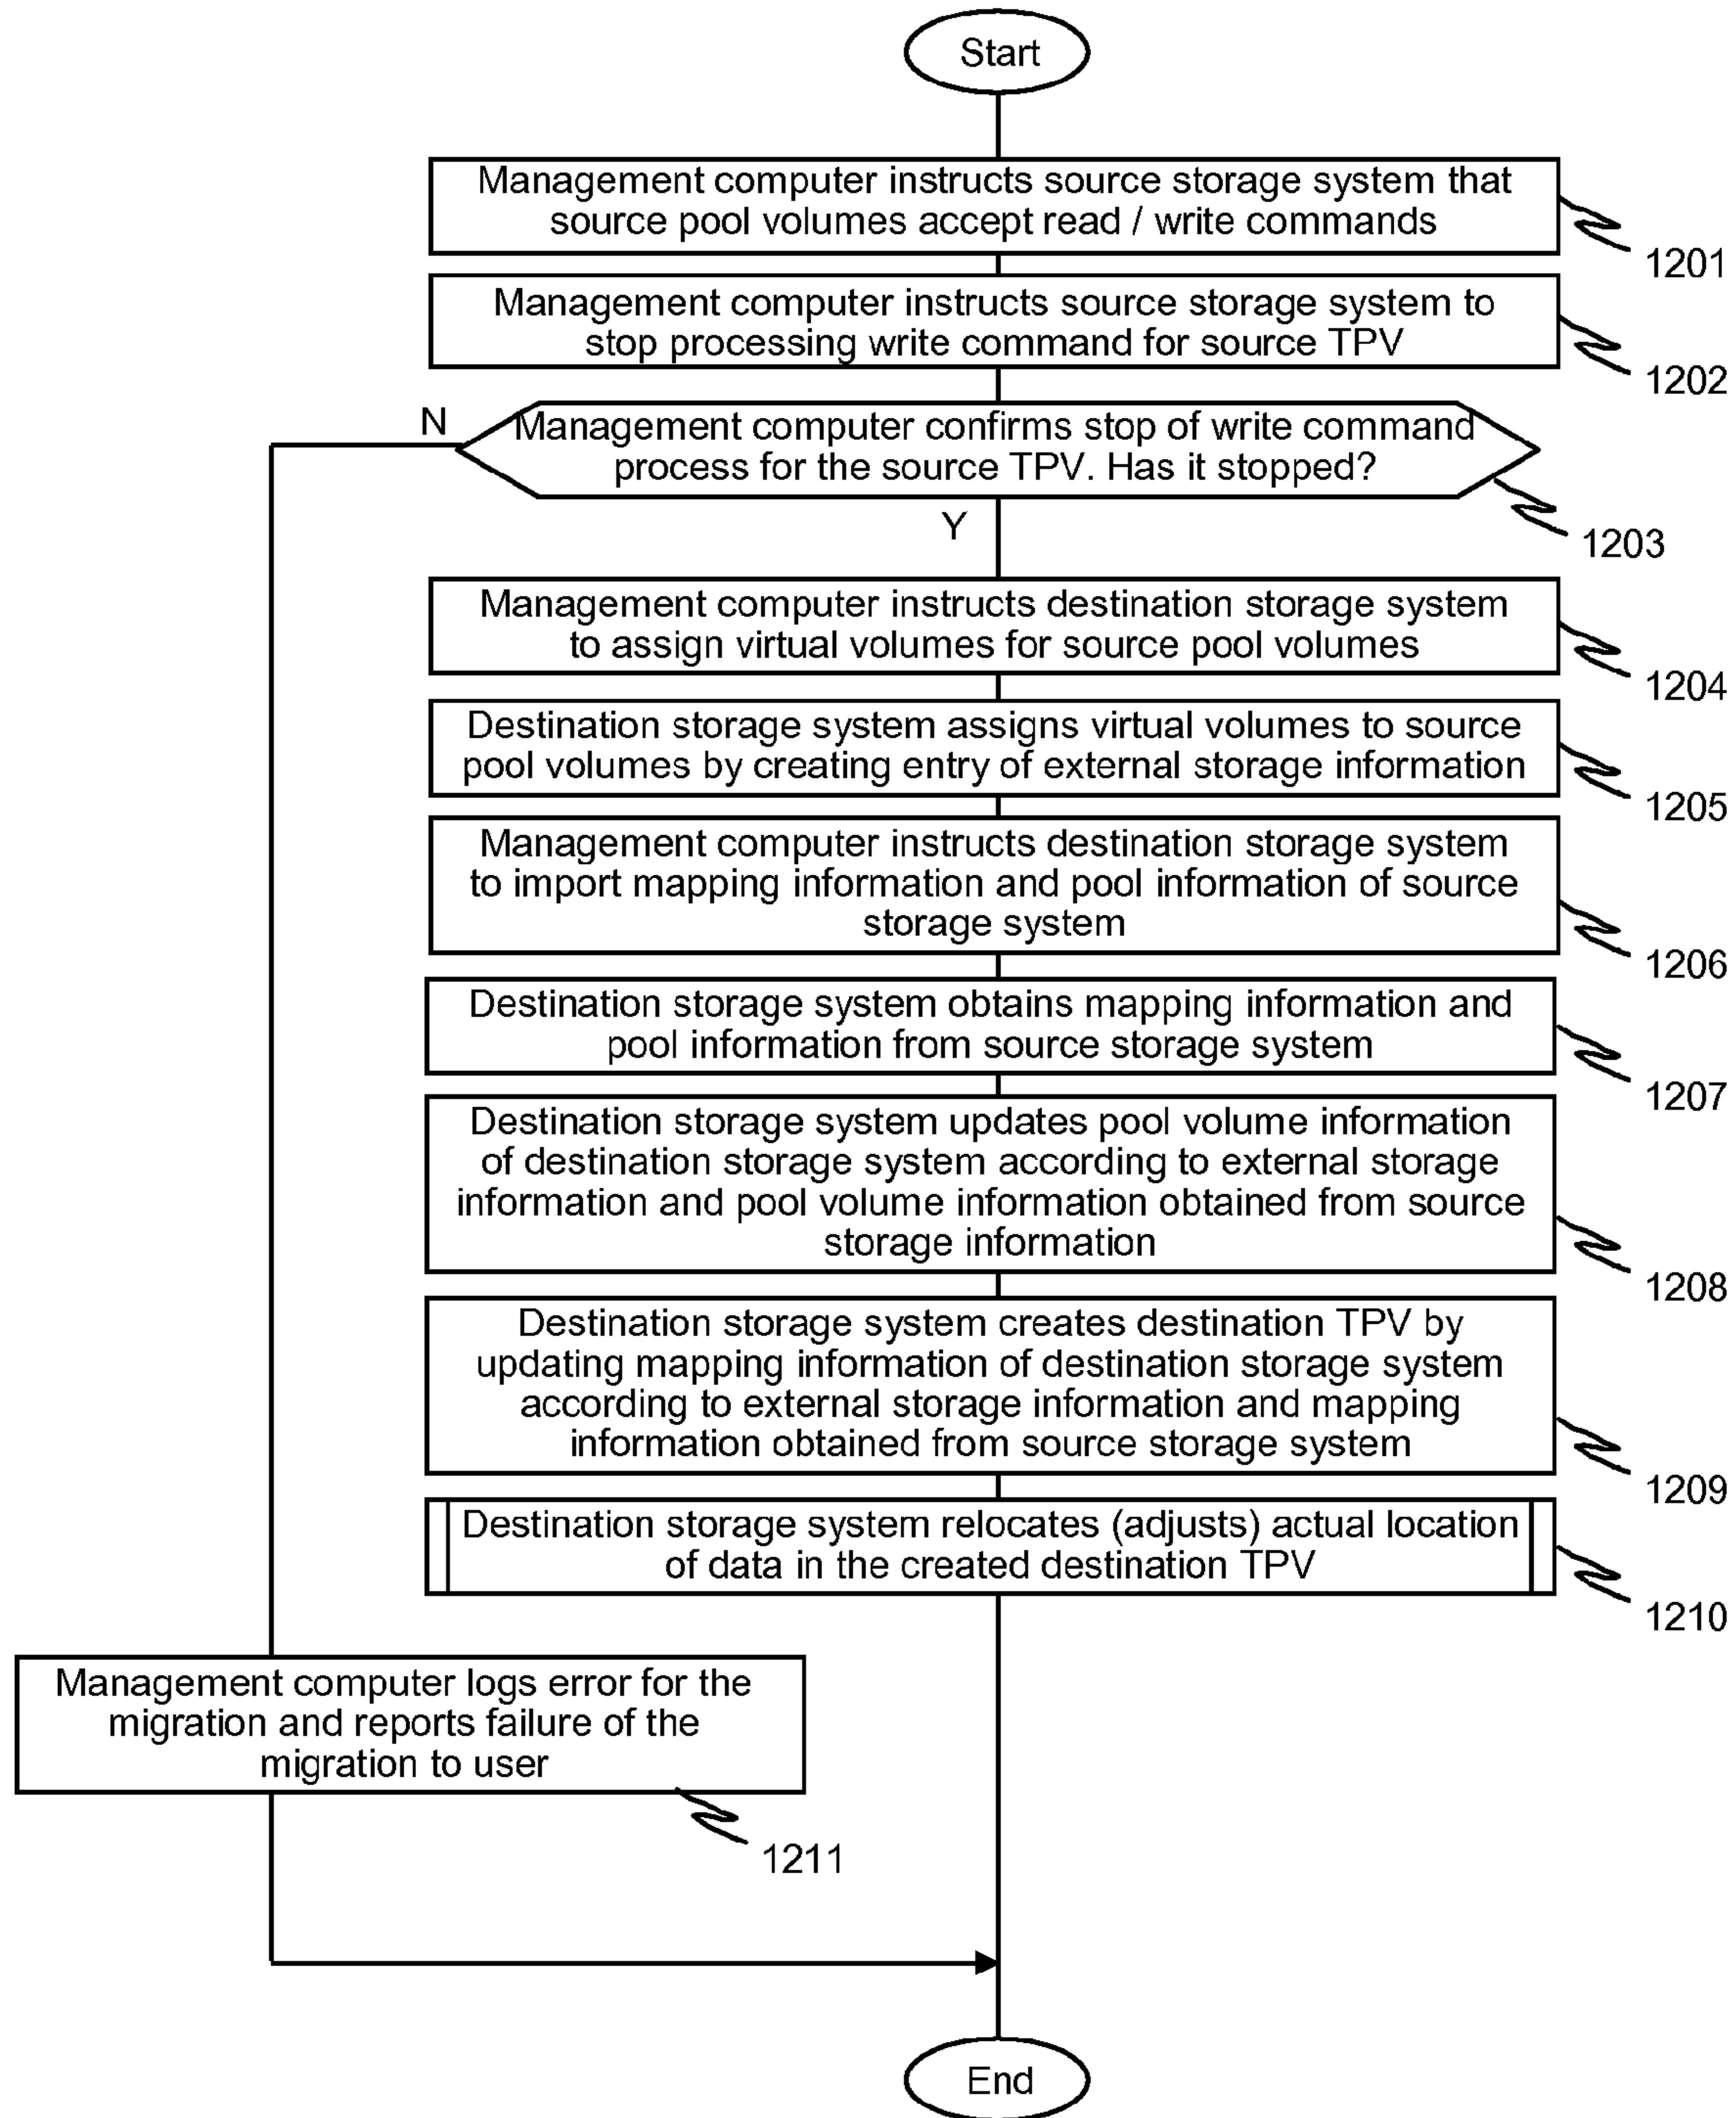 Start
Management computer instructs source storage system that
source pool volumes accept read / write commands
1201
Management computer instructs source storage system to
stop processing write command for source TPV
1202
N
Management computer confirms stop of write command
process for the source TPV. Has it stopped?
1203
Y
Management computer instructs destination storage system
to assign virtual volumes for source pool volumes
1204
Destination storage system assigns virtual volumes to source
pool volumes by creating entry of external storage information
1205
Management computer instructs destination storage system
to import mapping information and pool information of source
storage system
1206
Destination storage system obtains mapping information and
pool information from source storage system
1207
Destination storage system updates pool volume information
of destination storage system according to external storage
information and pool volume information obtained from source
storage information
1208
Destination storage system creates destination TPV by
updating mapping information of destination storage system
according to external storage information and mapping
information obtained from source storage system
1209
Destination storage system relocates (adjusts) actual location
of data in the created destination TPV
1210
Management computer logs error for the
migration and reports failure of the
migration to user
1211
End